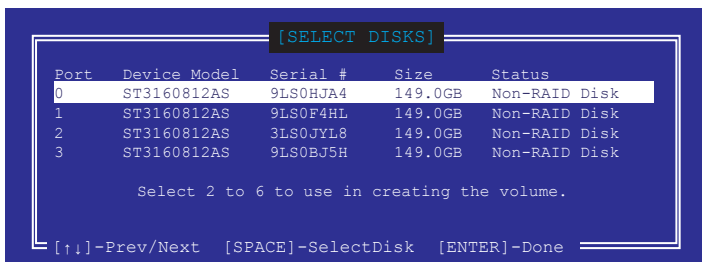 [SELECT DISKS]
Port Device Model Serial # Size Status
0 ST3160812AS 9LS0HJA4 149.0GB Non-RAID Disk
1 ST3160812AS 9LS0F4HL 149.0GB Non-RAID Disk
2 ST3160812AS 3LS0JYL8 149.0GB Non-RAID Disk
3 ST3160812AS 9LS0BJ5H 149.0GB Non-RAID Disk
Select 2 to 6 to use in creating the volume.
[↑↓]-Prev/Next [SPACE]-SelectDisk [ENTER]-Done